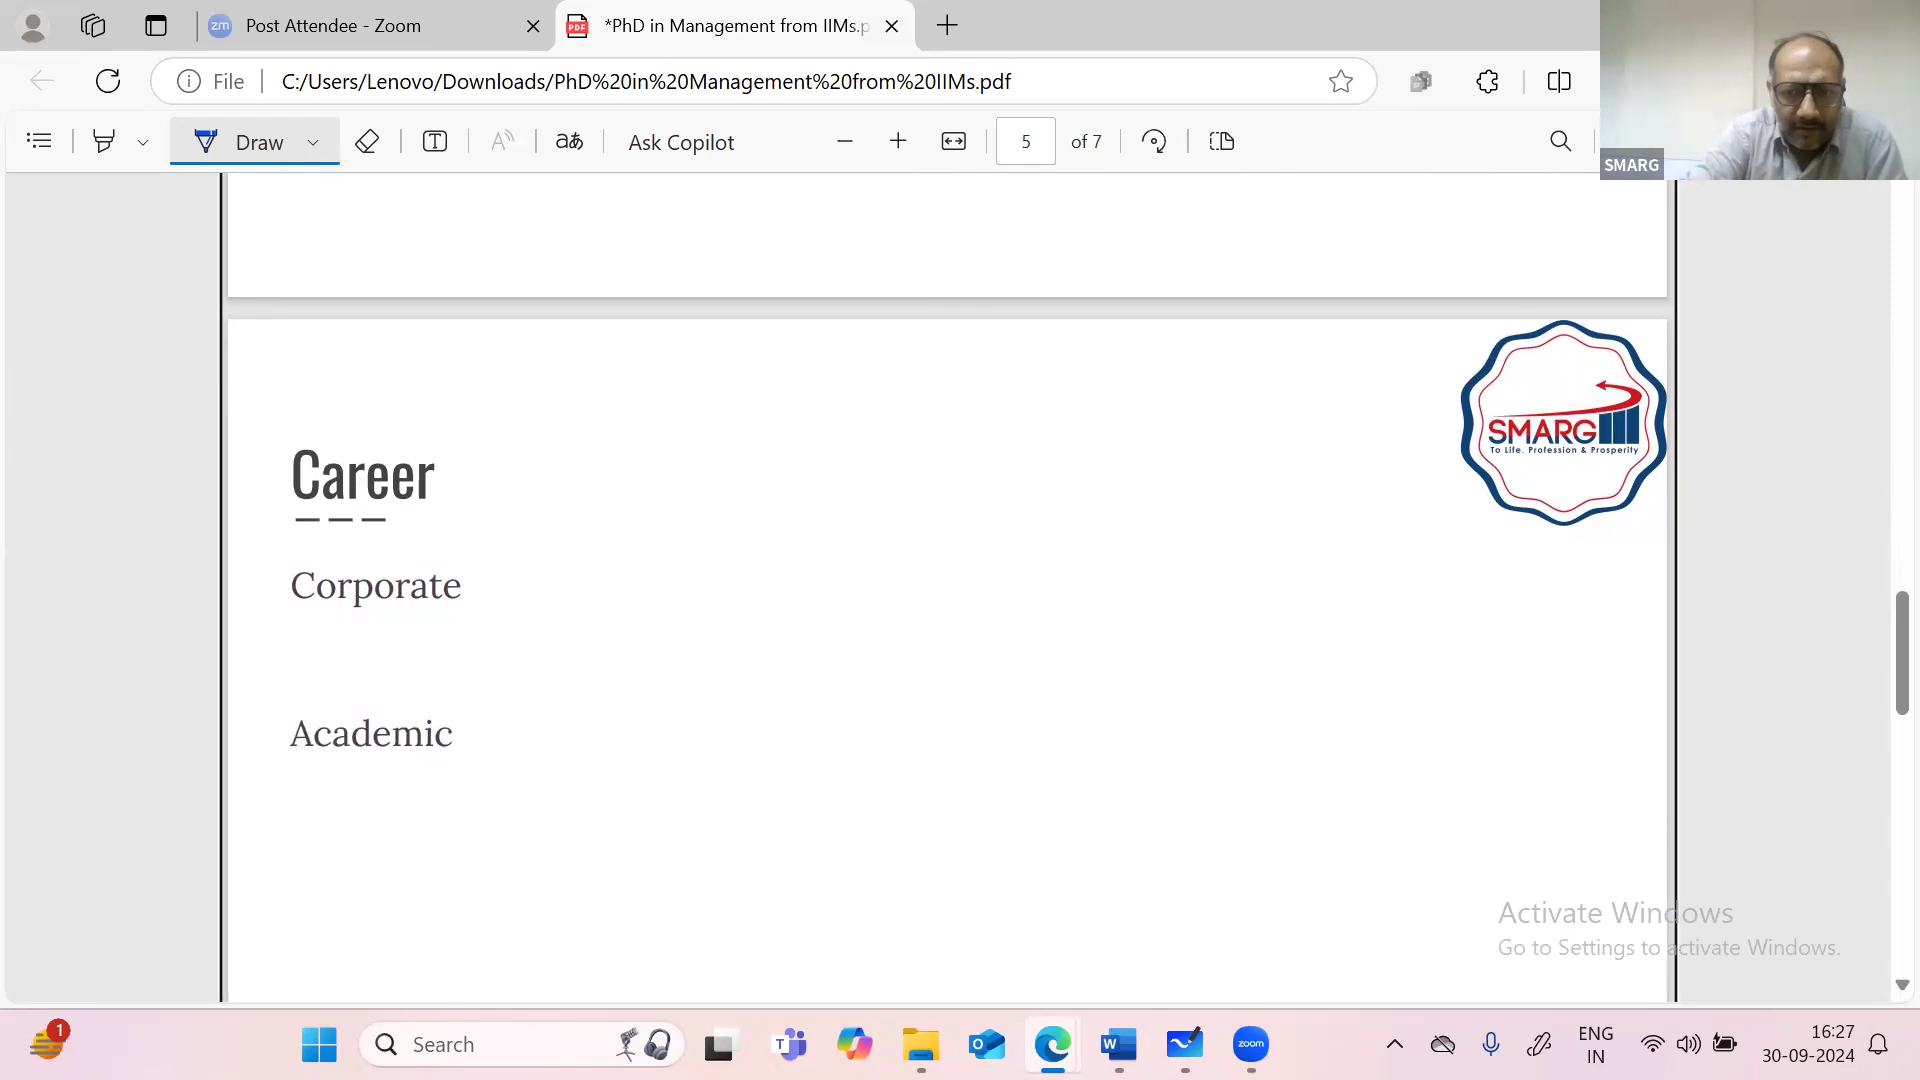 Post Attendee - Zoom
*PhD in Management from IIMs.p
File
C:/Users/Lenovo/Downloads/PhD%20in%20Management%20from%20IIMs.pdf
SMARG
Draw
Ask Copilot
5
of 7
SMARG
To Life, Profession & Prosperity
Career
Corporate
Academic
Activate Windows
Go to Settings to activate Windows.
1
Search
zoom
ENG
IN
16:27
30-09-2024